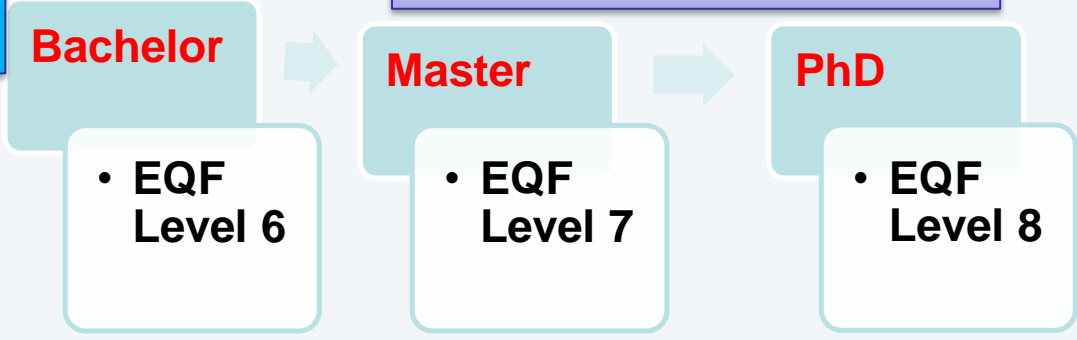 Bachelor
• EQF
Level 6
Master
• EQF
Level 7
PhD
• EQF
Level 8